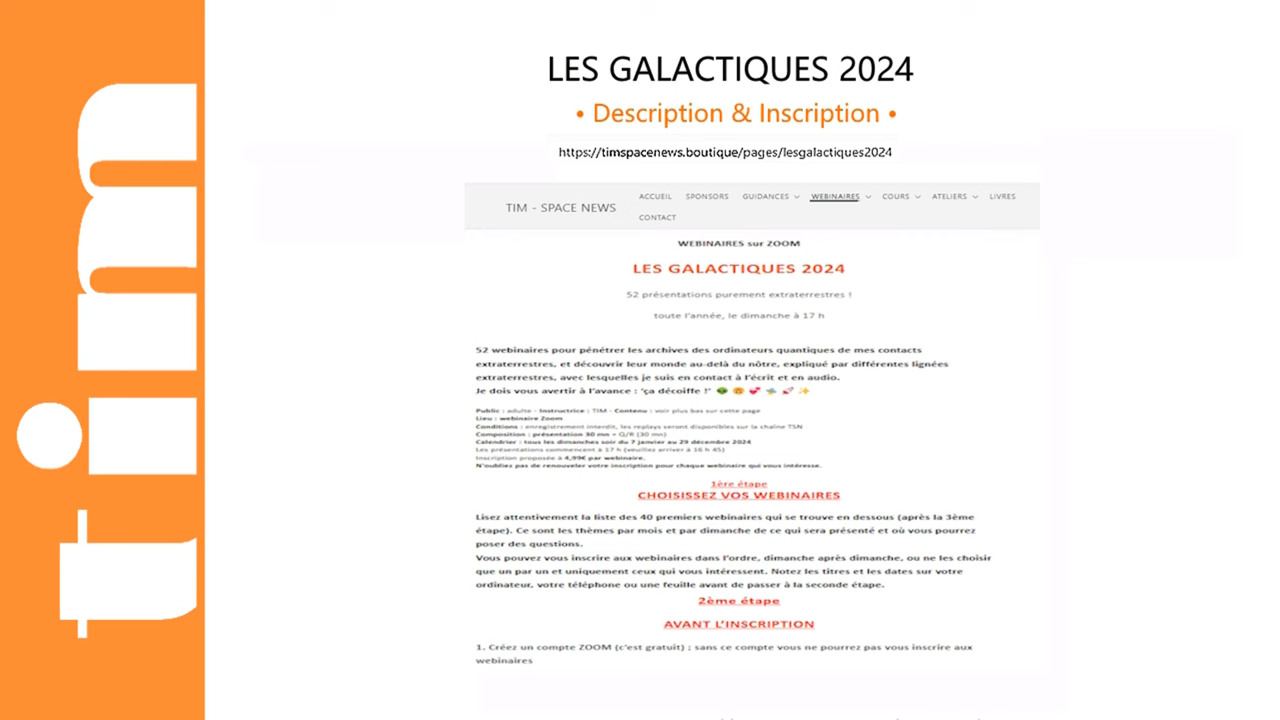 tim
LES GALACTIQUES 2024
• Description & Inscription •
https://timspacenews.boutique/pages/lesgalactiques2024
TIM - SPACE NEWS
ACCUEIL SPONSORS GUIDANCES WEBINAIRES COURS ATELIERS LIVRES
CONTACT
WEBINAIRES sur ZOOM
LES GALACTIQUES 2024
52 présentations purement extraterrestres !
toute l'année, le dimanche à 17 h
52 webinaires pour pénétrer les archives des ordinateurs quantiques de mes contacts
extraterrestres, et découvrir leur monde au-delà du nôtre, expliqué par différentes lignées
extraterrestres, avec lesquelles je suis en contact à l'écrit et en audio.
Je dois vous avertir à l'avance : 'ça décoiffe !'
Public : adulte - Instructrice : TIM - Contenu : voir plus bas sur cette page
Lieu : webinaire Zoom
Conditions : enregistrement interdit, les replays seront disponibles sur la chaîne TSN
Composition : présentation 30 mn + Q/R (30 mn)
Calendrier : tous les dimanches soir du 7 janvier au 29 décembre 2024
Les présentations commencent à 17 h (veuillez arriver à 16 h 45)
Inscription proposée à 4,99€ par webinaire.
N'oubliez pas de renouveler votre inscription pour chaque webinaire qui vous intéresse.
1ère étape
CHOISISSEZ VOS WEBINAIRES
Lisez attentivement la liste des 40 premiers webinaires qui se trouve en dessous (après la 3ème
étape). Ce sont les thèmes par mois et par dimanche de ce qui sera présenté et où vous pourrez
poser des questions.
Vous pouvez vous inscrire aux webinaires dans l'ordre, dimanche après dimanche, ou ne les choisir
que un par un et uniquement ceux qui vous intéressent. Notez les titres et les dates sur votre
ordinateur, votre téléphone ou une feuille avant de passer à la seconde étape.
2ème étape
AVANT L'INSCRIPTION
1. Créez un compte ZOOM (c'est gratuit) ; sans ce compte vous ne pourrez pas vous inscrire aux
webinaires